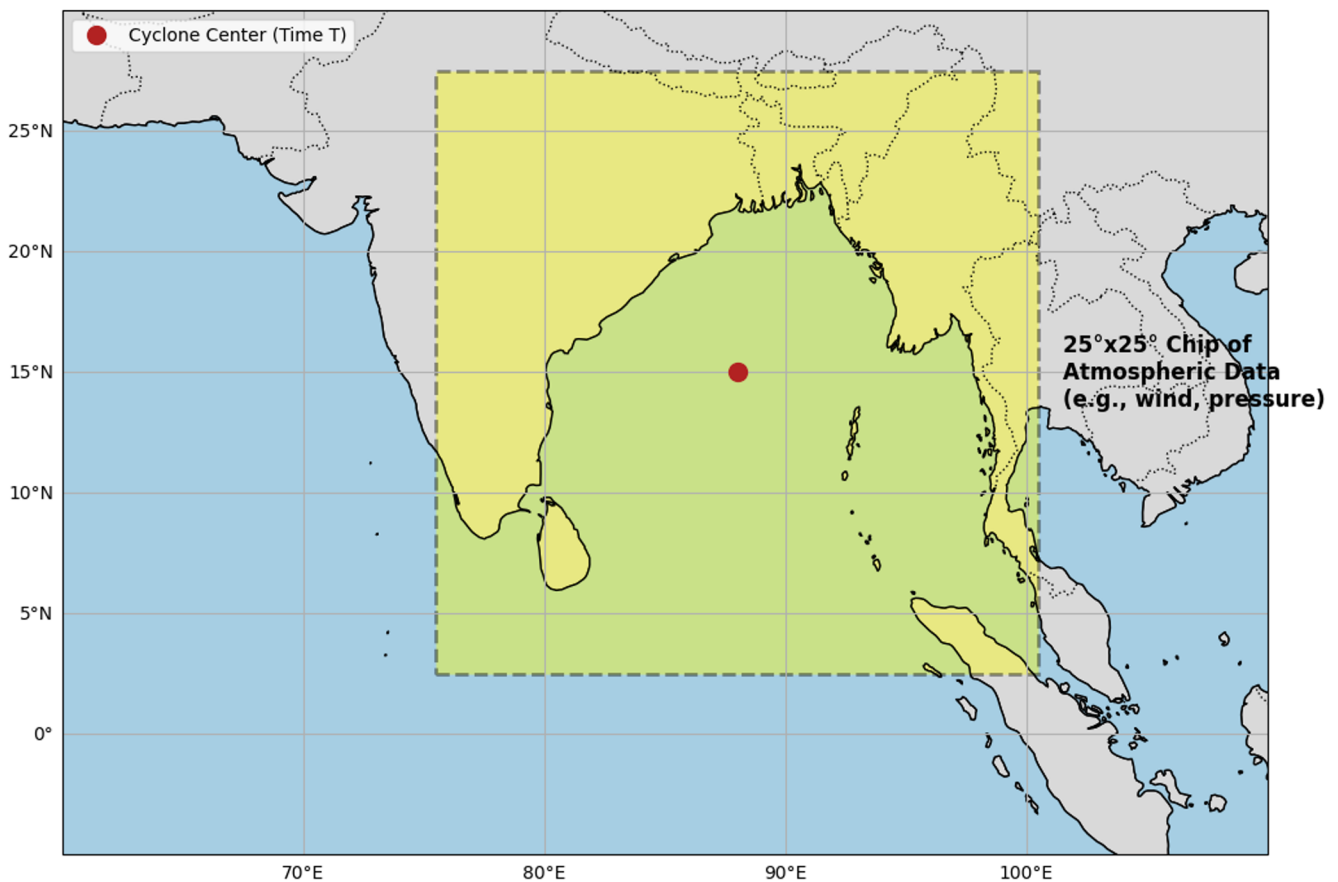 Cyclone Center (Time T)
25°N
20°N
15°N
10°N
5°N
0°
25°x25° Chip of
Atmospheric Data
(e.g., wind, pressure)
70°E
80°E
90°E
100°E